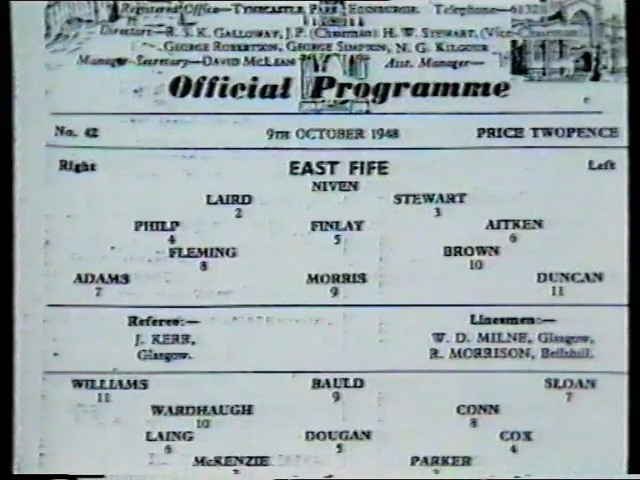 Registered Office—Tynecastle Park, Edinburgh. Telephone—6132
Directors—R. S. K. GALLOWAY, J.P. (Chairman) H. W. STEWART, (Vice-Chairman)
GEORGE ROBERTSON, GEORGE SIMPSON, N. G. KILGOUR
Manager-Secretary—DAVID McLEAN Asst. Manager—
Official Programme
No. 42 9TH OCTOBER 1948 PRICE TWOPENCE
Right EAST FIFE Left
NIVEN
LAIRD STEWART
2 3
PHILP FINLAY AITKEN
4 5 6
FLEMING BROWN
8 10
ADAMS MORRIS DUNCAN
7 9 11
Referee:— Linesmen:—
J. KERR, W. D. MILNE, Glasgow,
Glasgow. R. MORRISON, Bellshill.
WILLIAMS BAULD SLOAN
11 9 7
WARDHAUGH CONN
10 8
LAING DOUGAN COX
6 5 4
McKENZIE PARKER